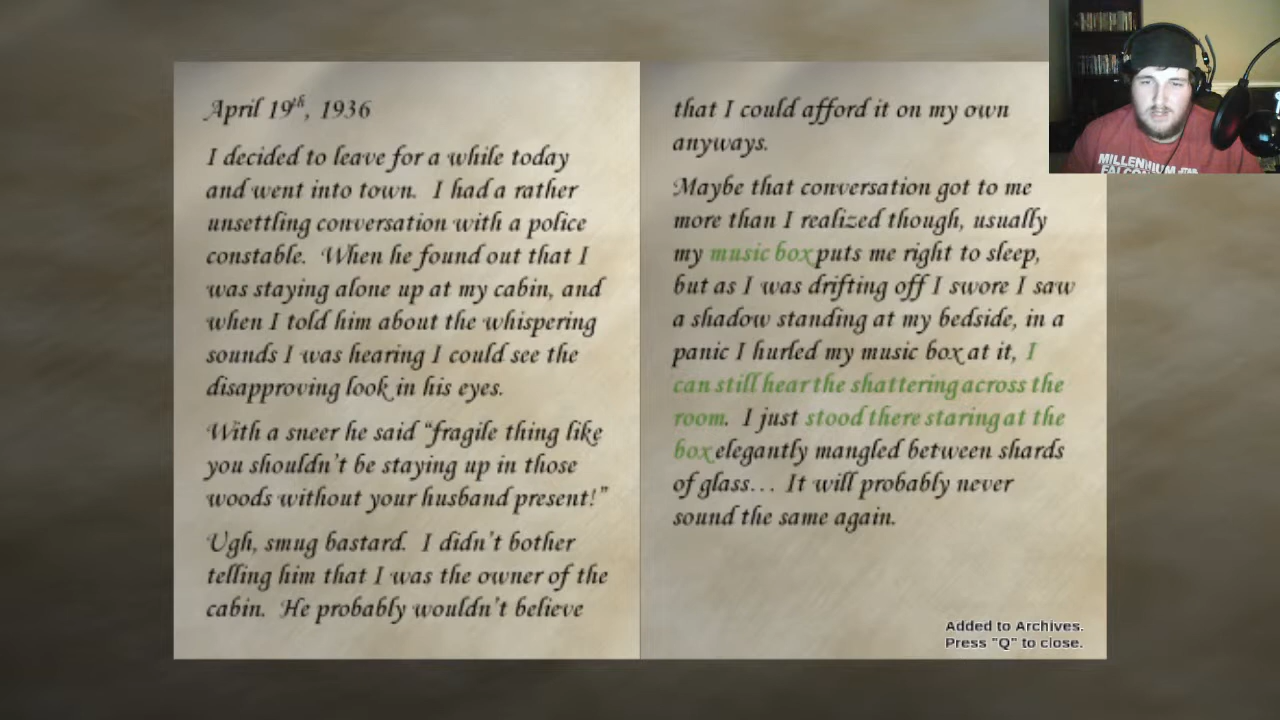 April 19th, 1936
I decided to leave for a while today
and went into town. I had a rather
unsettling conversation with a police
constable. When he found out that I
was staying alone up at my cabin, and
when I told him about the whispering
sounds I was hearing I could see the
disapproving look in his eyes.
With a sneer he said “fragile thing like
you shouldn’t be staying up in those
woods without your husband present!”
Ugh, smug bastard. I didn’t bother
telling him that I was the owner of the
cabin. He probably wouldn’t believe
that I could afford it on my own
anyways.
Maybe that conversation got to me
more than I realized though, usually
my music box puts me right to sleep,
but as I was drifting off I swore I saw
a shadow standing at my bedside, in a
panic I hurled my music box at it, I
can still hear the shattering across the
room. I just stood there staring at the
box elegantly mangled between shards
of glass... It will probably never
sound the same again.
Added to Archives.
Press "Q" to close.
MILLENNIUM
FALCON